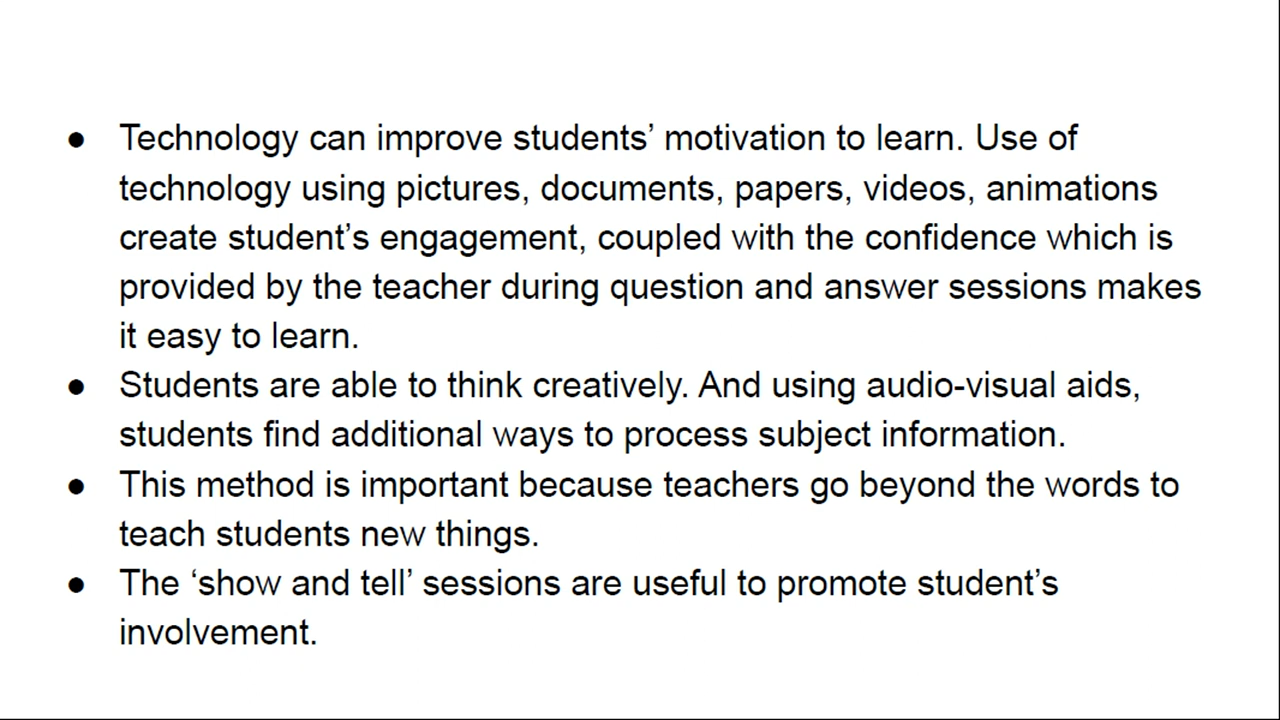 ● Technology can improve students’ motivation to learn. Use of
technology using pictures, documents, papers, videos, animations
create student’s engagement, coupled with the confidence which is
provided by the teacher during question and answer sessions makes
it easy to learn.
● Students are able to think creatively. And using audio-visual aids,
students find additional ways to process subject information.
● This method is important because teachers go beyond the words to
teach students new things.
● The ‘show and tell’ sessions are useful to promote student’s
involvement.